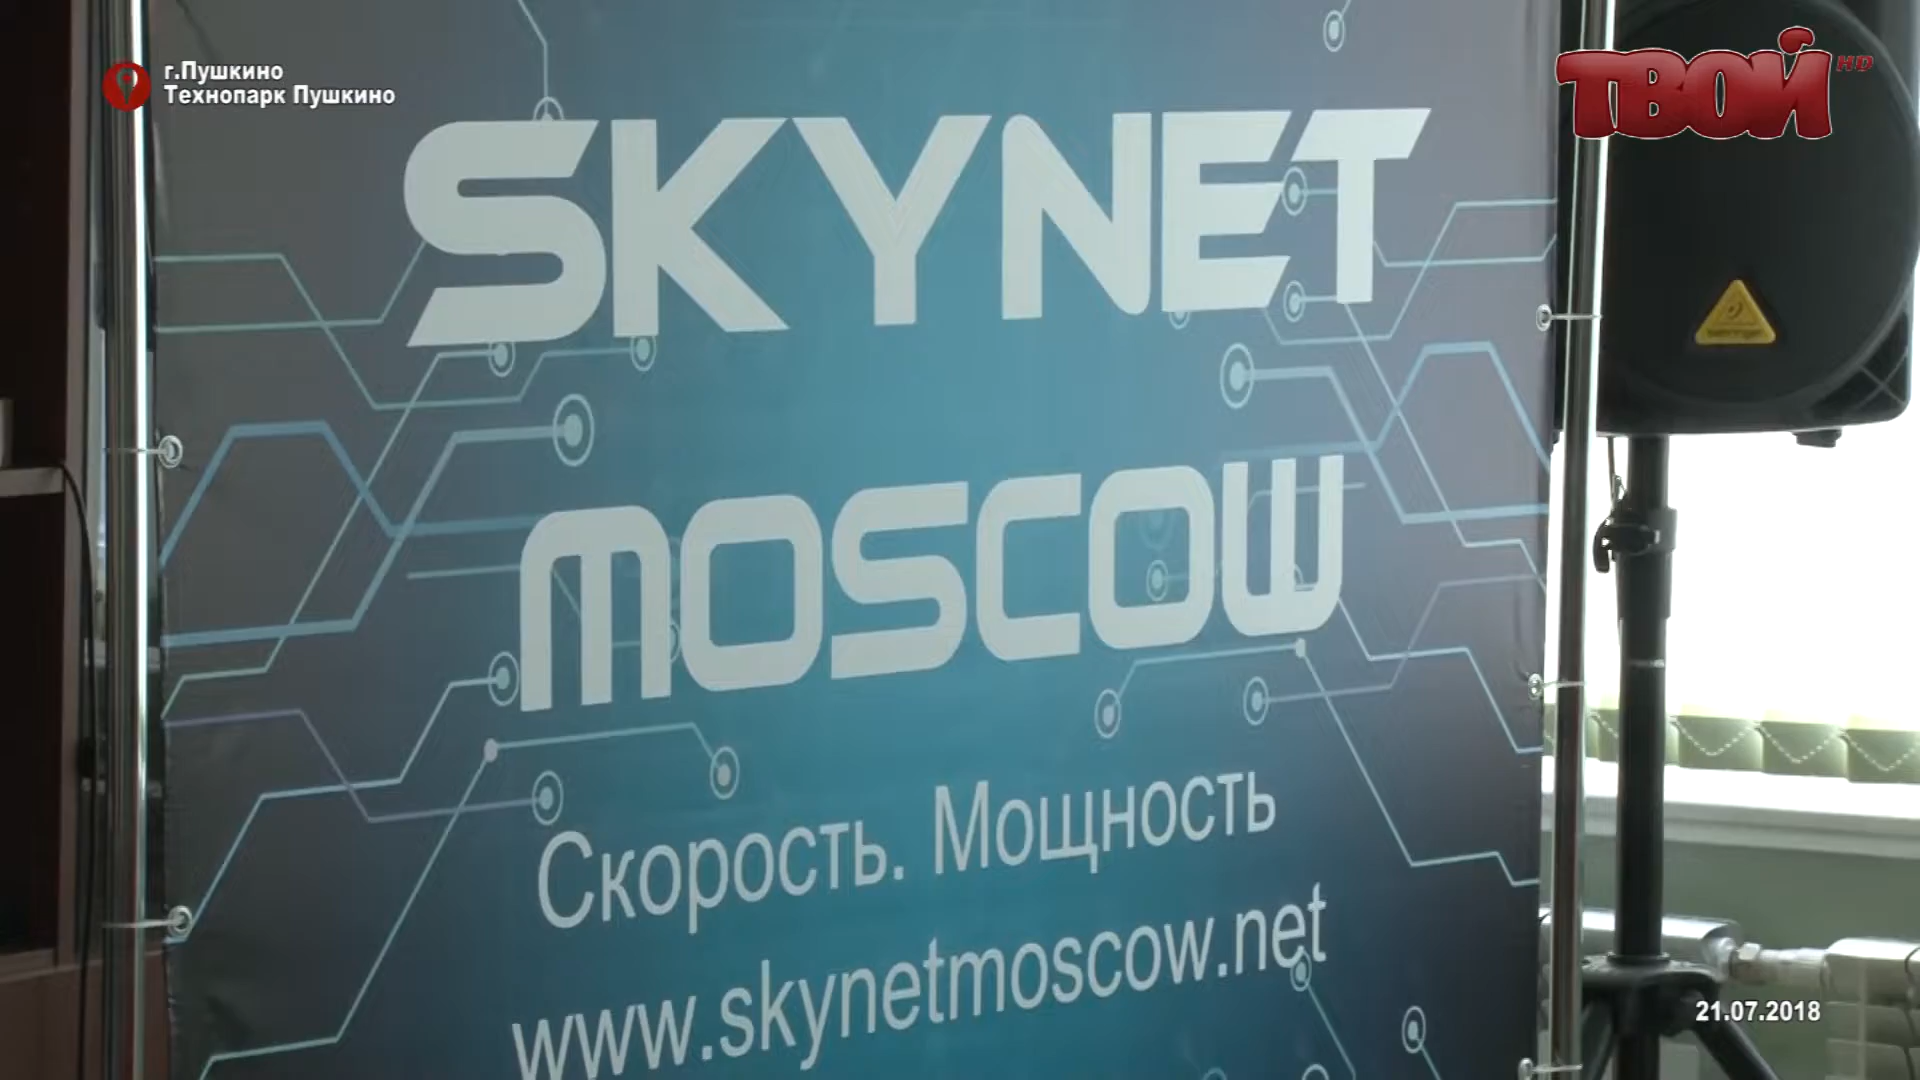 г.Пушкино
Технопарк Пушкино
ТВОЙ HD
SKYNET
MOSCOW
Скорость. Мощность
www.skynetmoscow.net
21.07.2018